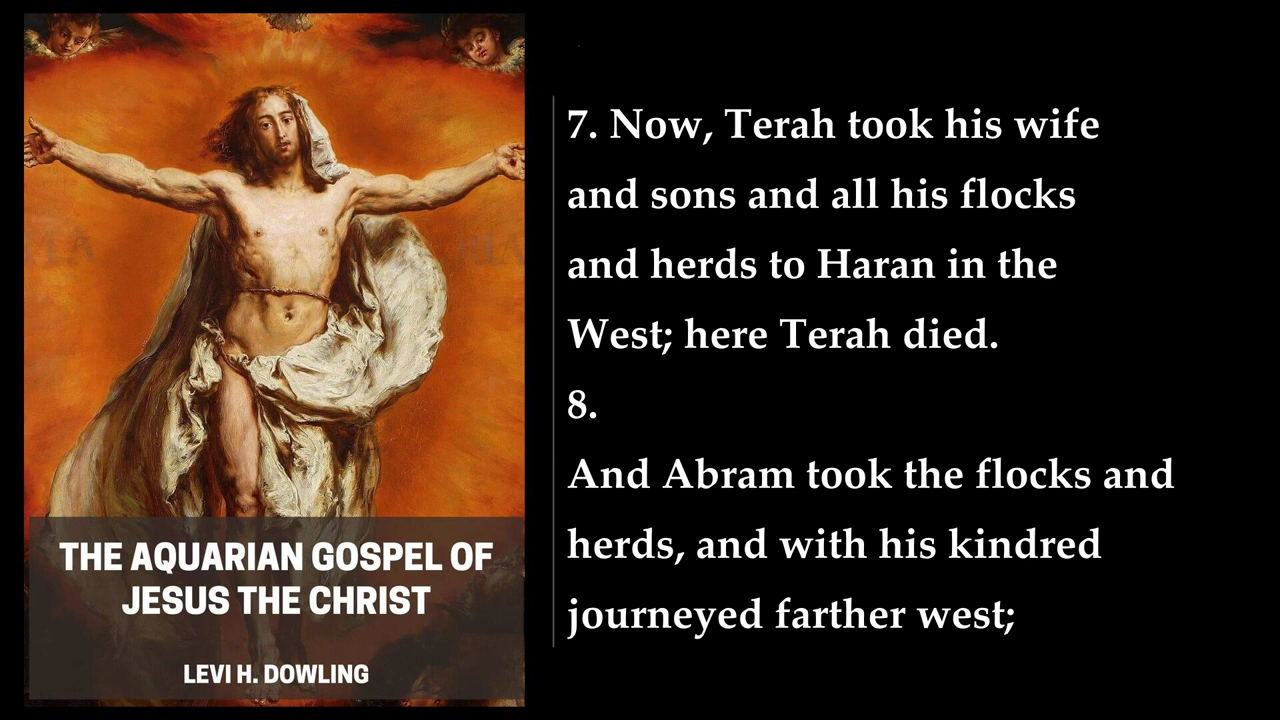 THE AQUARIAN GOSPEL OF
JESUS THE CHRIST
LEVI H. DOWLING
7. Now, Terah took his wife
and sons and all his flocks
and herds to Haran in the
West; here Terah died.
8.
And Abram took the flocks and
herds, and with his kindred
journeyed farther west;